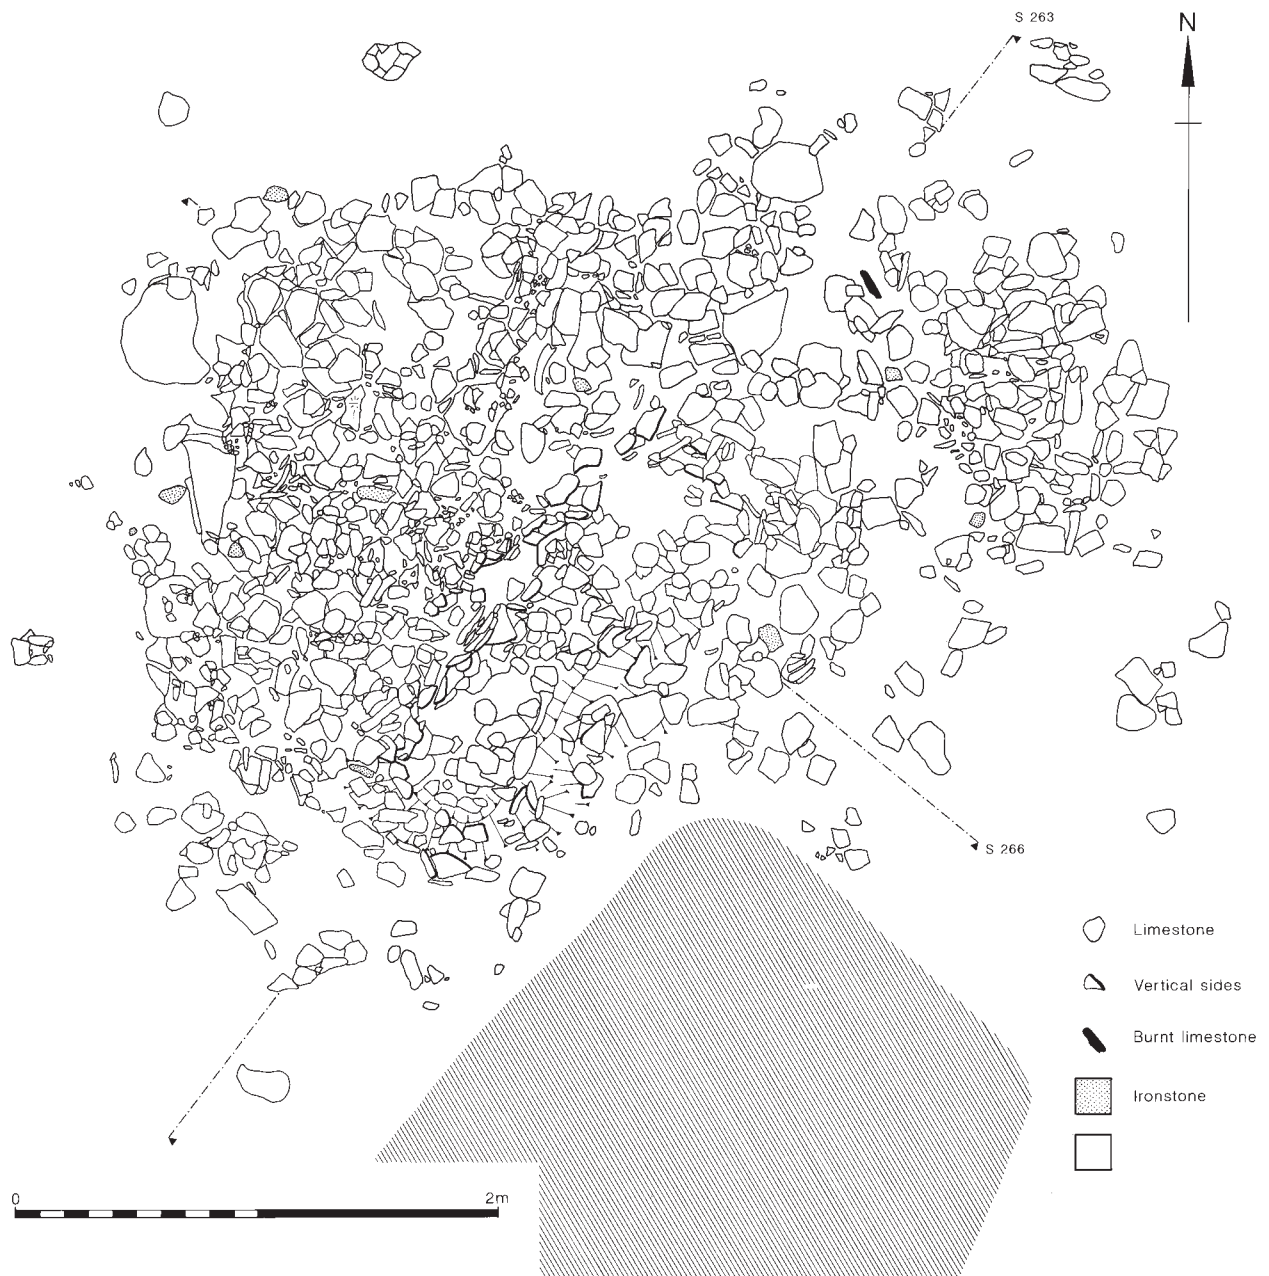 S 263
N
S 266
Limestone
Vertical sides
Burnt limestone
Ironstone
0 2m